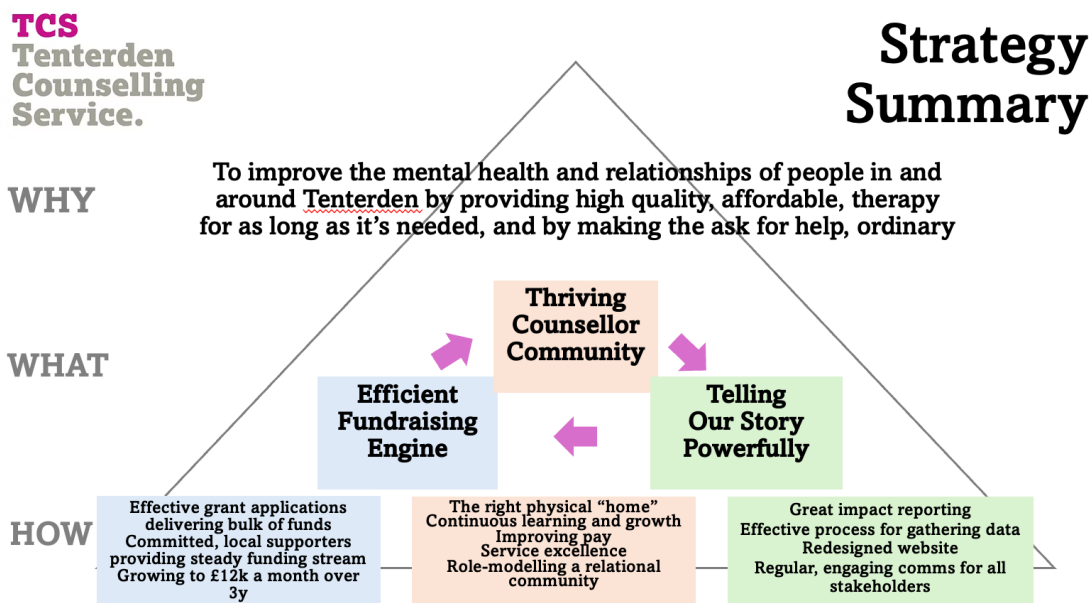 TCS
Tenterden
Counselling
Service.
Strategy
Summary
WHY
To improve the mental health and relationships of people in and
around Tenterden by providing high quality, affordable, therapy
for as long as it’s needed, and by making the ask for help, ordinary
WHAT
Thriving
Counsellor
Community
Efficient
Fundraising
Engine
Telling
Our Story
Powerfully
HOW
Effective grant applications
delivering bulk of funds
Committed, local supporters
providing steady funding stream
Growing to £12k a month over
3y
The right physical “home”
Continuous learning and growth
Improving pay
Service excellence
Role-modelling a relational
community
Great impact reporting
Effective process for gathering data
Redesigned website
Regular, engaging comms for all
stakeholders